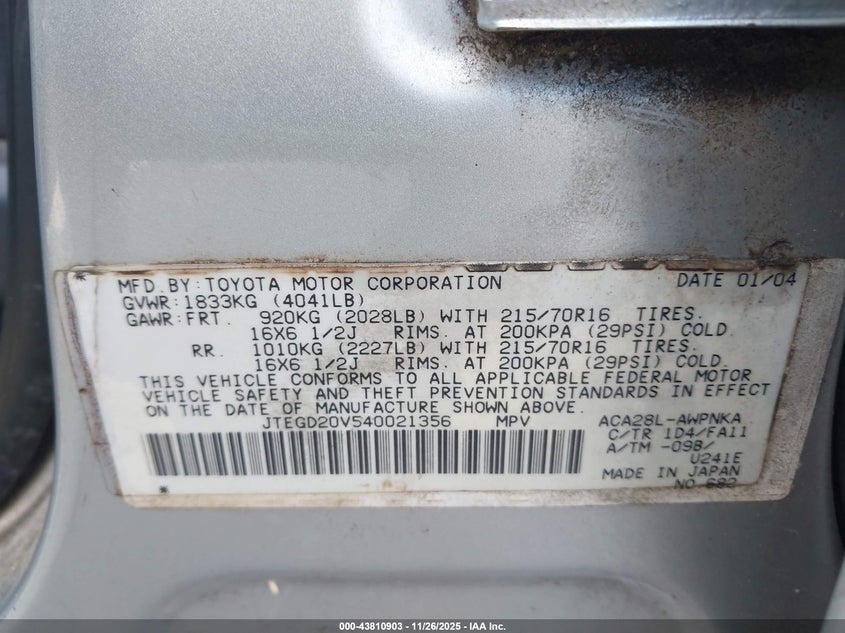 * MFD.BY:TOYOTA MOTOR CORPORATION DATE 01/04
GVWR:1833KG (4041LB)
GAWR:FRT. 920KG (2028LB) WITH 215/70R16 TIRES.
16X6 1/2J RIMS. AT 200KPA (29PSI) COLD.
RR. 1010KG (2227LB) WITH 215/70R16 TIRES.
16X6 1/2J RIMS. AT 200KPA (29PSI) COLD.
THIS VEHICLE CONFORMS TO ALL APPLICABLE FEDERAL MOTOR
VEHICLE SAFETY AND THEFT PREVENTION STANDARDS IN EFFECT
ON THE DATE OF MANUFACTURE SHOWN ABOVE.
JTEGD20V540021356 MPV ACA28L-AWPNKA
C/TR 1D4/FA11
A/TM -09B/
U241E
MADE IN JAPAN
* NO 682
000-43810903 - 11/26/2025 - IAA Inc.